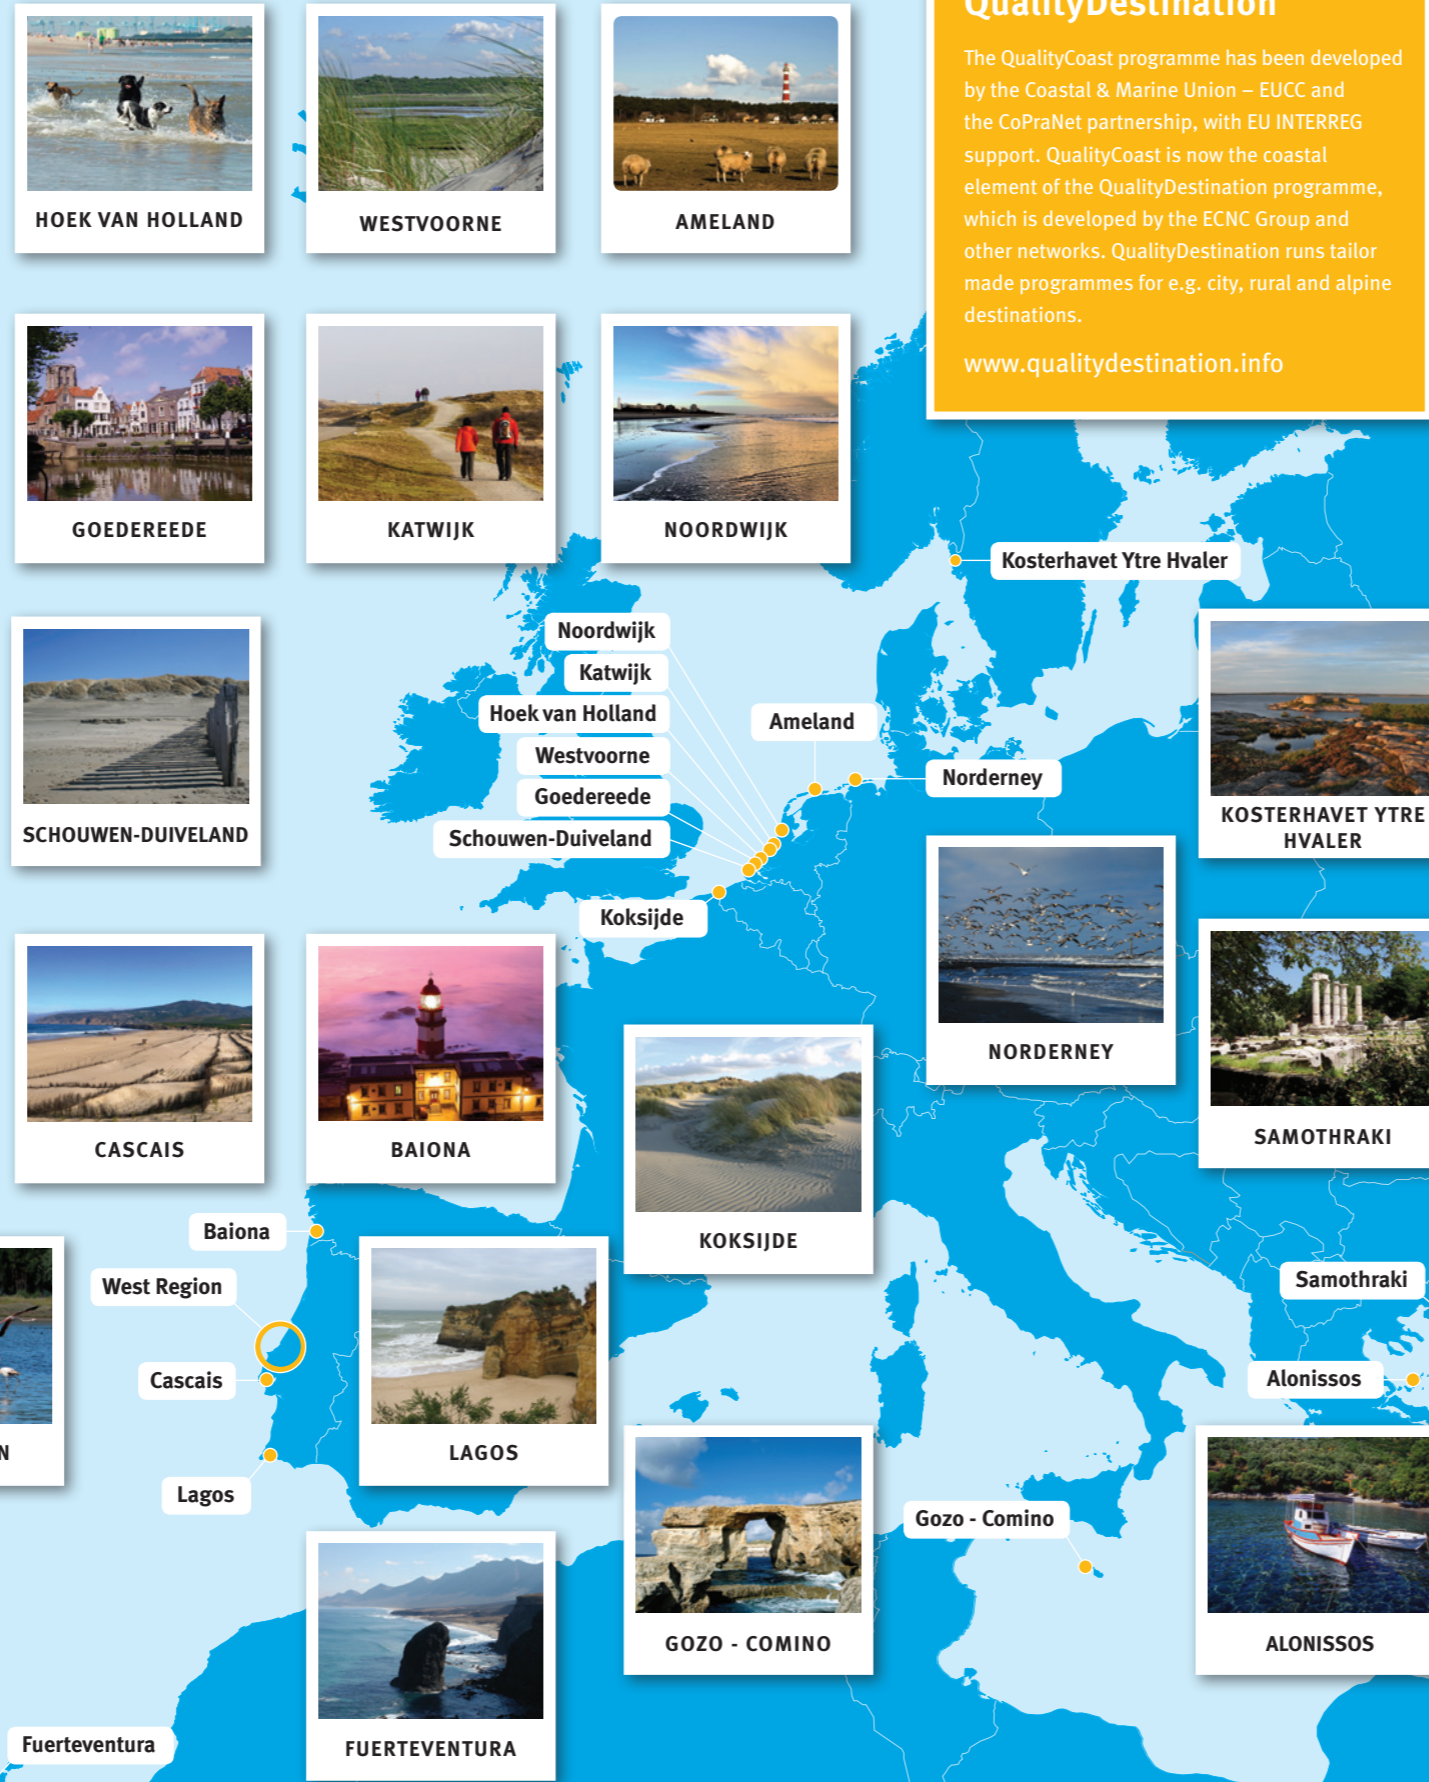 QualityDestination
The QualityCoast programme has been developed
by the Coastal & Marine Union – EUCC and
the CoPraNet partnership, with EU INTERREG
support. QualityCoast is now the coastal
element of the QualityDestination programme,
which is developed by the ECNC Group and
other networks. QualityDestination runs tailor
made programmes for e.g. city, rural and alpine
destinations.
www.qualitydestination.info
HOEK VAN HOLLAND
WESTVOORNE
AMELAND
GOEDEREEDE
KATWIJK
NOORDWIJK
Kosterhavet Ytre Hvaler
Noordwijk
Katwijk
Hoek van Holland
Westvoorne
Goedereede
Schouwen-Duiveland
Koksijde
Ameland
Norderney
SCHOUWEN-DUIVELAND
KOSTERHAVET YTRE
HVALER
NORDERNEY
CASCAIS
BAIONA
KOKSIJDE
SAMOTHRAKI
Baiona
West Region
Cascais
Lagos
N
LAGOS
Samothraki
Alonissos
Gozo - Comino
GOZO - COMINO
ALONISSOS
Fuerteventura
FUERTEVENTURA